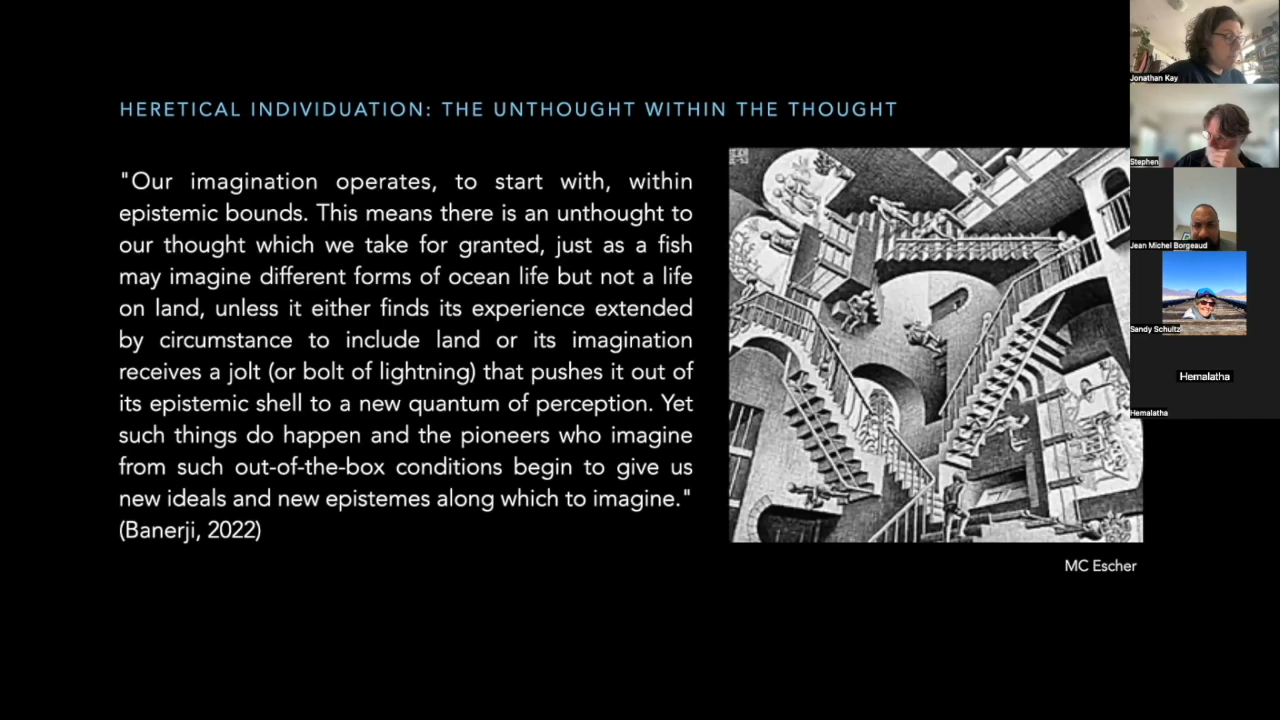 HERETICAL INDIVIDUATION: THE UNTHOUGHT WITHIN THE THOUGHT
"Our imagination operates, to start with, within
epistemic bounds. This means there is an unthought to
our thought which we take for granted, just as a fish
may imagine different forms of ocean life but not a life
on land, unless it either finds its experience extended
by circumstance to include land or its imagination
receives a jolt (or bolt of lightning) that pushes it out of
its epistemic shell to a new quantum of perception. Yet
such things do happen and the pioneers who imagine
from such out-of-the-box conditions begin to give us
new ideals and new epistemes along which to imagine."
(Banerji, 2022)
MC Escher
Jonathan Kay
Stephen
Jean Michel Borgeaud
Sandy Schultz
Hemalatha
Hemalatha